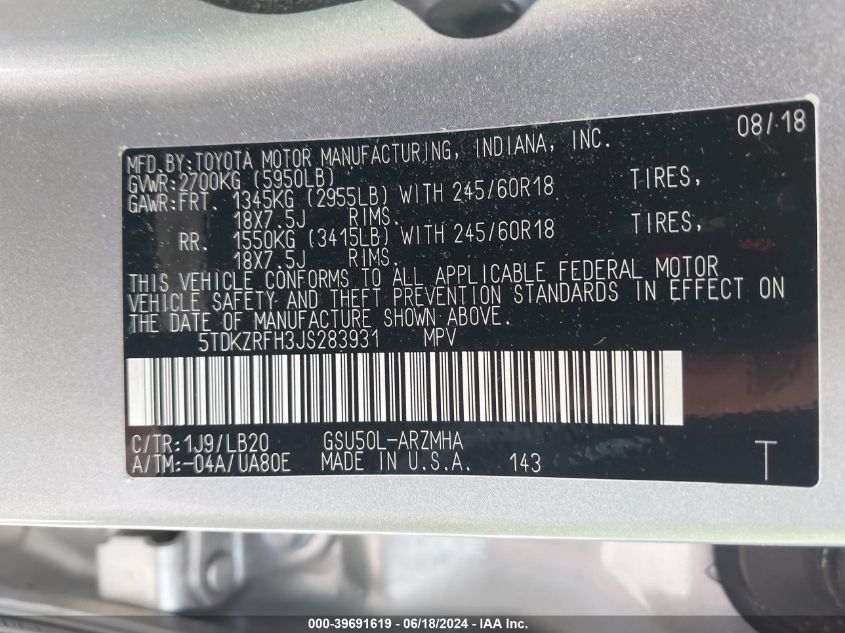 08/18
MFD.BY:TOYOTA MOTOR MANUFACTURING, INDIANA, INC.
GVWR:2700KG (5950LB)
GAWR:FRT. 1345KG (2955LB) WITH 245/60R18 TIRES,
18X7.5J RIMS.
RR. 1550KG (3415LB) WITH 245/60R18 TIRES,
18X7.5J RIMS.
THIS VEHICLE CONFORMS TO ALL APPLICABLE FEDERAL MOTOR
VEHICLE SAFETY AND THEFT PREVENTION STANDARDS IN EFFECT ON
THE DATE OF MANUFACTURE SHOWN ABOVE.
5TDKZRFH3JS283931 MPV
C/TR:1J9/LB20 GSU50L-ARZMHA
A/TM:-04A/UA80E MADE IN U.S.A. 143 T
000-39691619 - 06/18/2024 - IAA Inc.